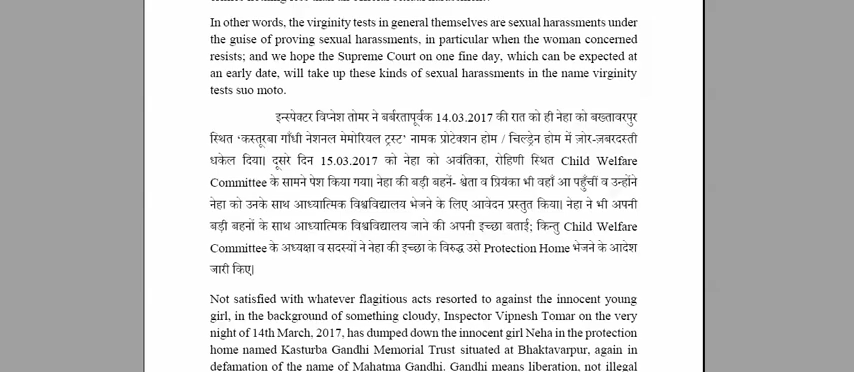 In other words, the virginity tests in general themselves are sexual harassments under
the guise of proving sexual harassments, in particular when the woman concerned
resists; and we hope the Supreme Court on one fine day, which can be expected at
an early date, will take up these kinds of sexual harassments in the name virginity
tests suo moto.
इन्स्पेक्टर विप्नेश तोमर ने बर्बरतापूर्वक 14.03.2017 की रात को ही नेहा को बख्तावरपुर
स्थित ‘कस्तूरबा गाँधी नेशनल मेमोरियल ट्रस्ट’ नामक प्रोटेक्शन होम / चिल्ड्रेन होम में ज़ोर-ज़बरदस्ती
धकेल दिया। दूसरे दिन 15.03.2017 को नेहा को अवंतिका, रोहिणी स्थित Child Welfare
Committee के सामने पेश किया गया। नेहा की बड़ी बहनें- श्वेता व प्रियंका भी वहाँ आ पहुँचीं व उन्होंने
नेहा को उनके साथ आध्यात्मिक विश्वविद्यालय भेजने के लिए आवेदन प्रस्तुत किया। नेहा ने भी अपनी
बड़ी बहनों के साथ आध्यात्मिक विश्वविद्यालय जाने की अपनी इच्छा बताई; किन्तु Child Welfare
Committee के अध्यक्षा व सदस्यों ने नेहा की इच्छा के विरुद्ध उसे Protection Home भेजने के आदेश
जारी किए।
Not satisfied with whatever flagitious acts resorted to against the innocent young
girl, in the background of something cloudy, Inspector Vipnesh Tomar on the very
night of 14th March, 2017, has dumped down the innocent girl Neha in the protection
home named Kasturba Gandhi Memorial Trust situated at Bhaktavarpur, again in
defamation of the name of Mahatma Gandhi. Gandhi means liberation, not illegal